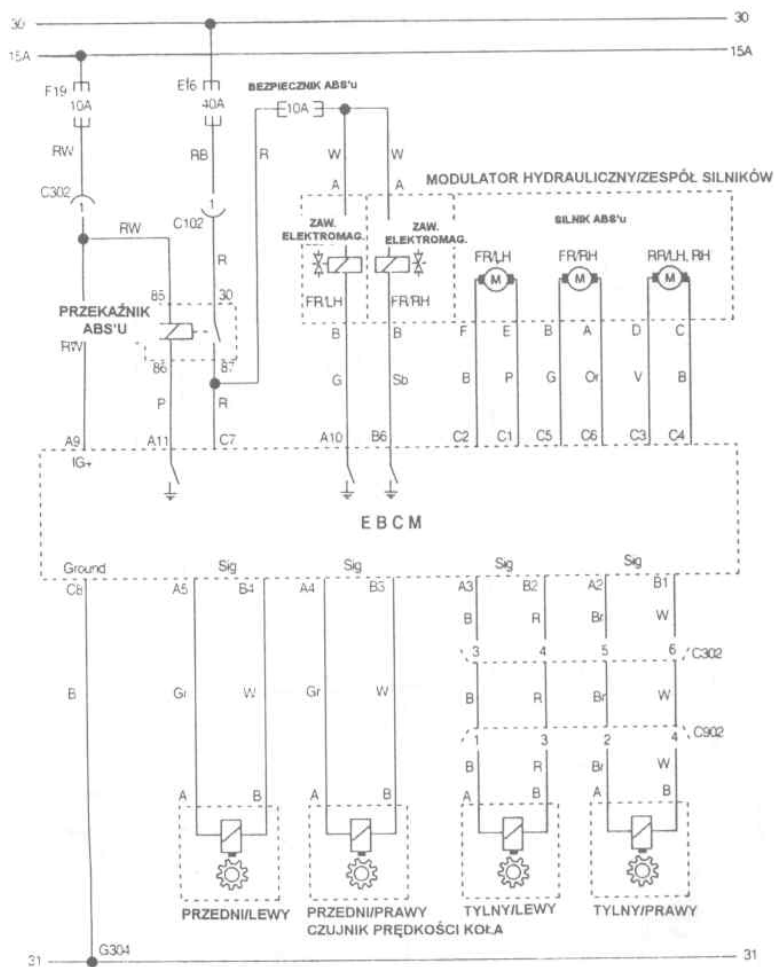 30 30
15A 15A
F19 Ef6 BEZPIECZNIK ABS'u
10A 40A 10A
RW RB R W W
C302 1 1 A A MODULATOR HYDRAULICZNY/ZESPÓŁ SILNIKÓW
RW C102 ZAW. ELEKTROMAG. ZAW. ELEKTROMAG. SILNIK ABS'u
R FR/LH FR/RH RR/LH, RH
85 30 M M M
PRZEKAŹNIK ABS'U FR/LH FR/RH
RW 86 87 B B F E B A D C
P R G Sb B P G Or V B
A9 A11 C7 A10 B6 C2 C1 C5 C6 C3 C4
IG+
EBCM
Ground Sig Sig Sig Sig
C8 A5 B4 A4 B3 A3 B2 A2 B1
B R Br W
3 4 5 6 C302
B Gr W Gr W B R Br W
1 3 2 4 C902
B R Br W
A B A B A B A B
PRZEDNI/LEWY PRZEDNI/PRAWY TYLNY/LEWY TYLNY/PRAWY
CZUJNIK PRĘDKOŚCI KOŁA
31 G304 31